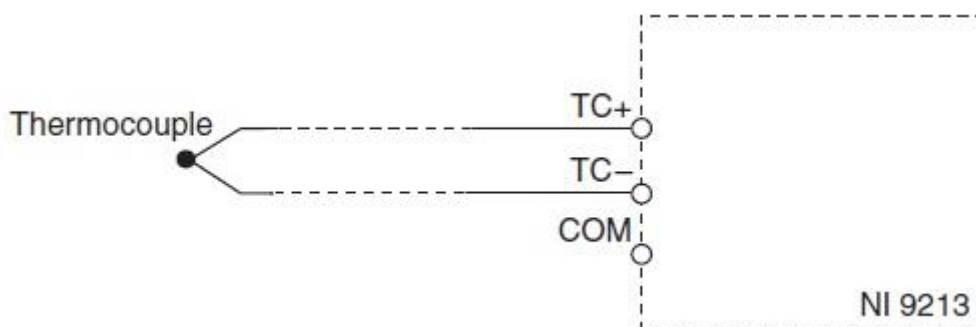 TC+
Thermocouple
TC−
COM
NI 9213